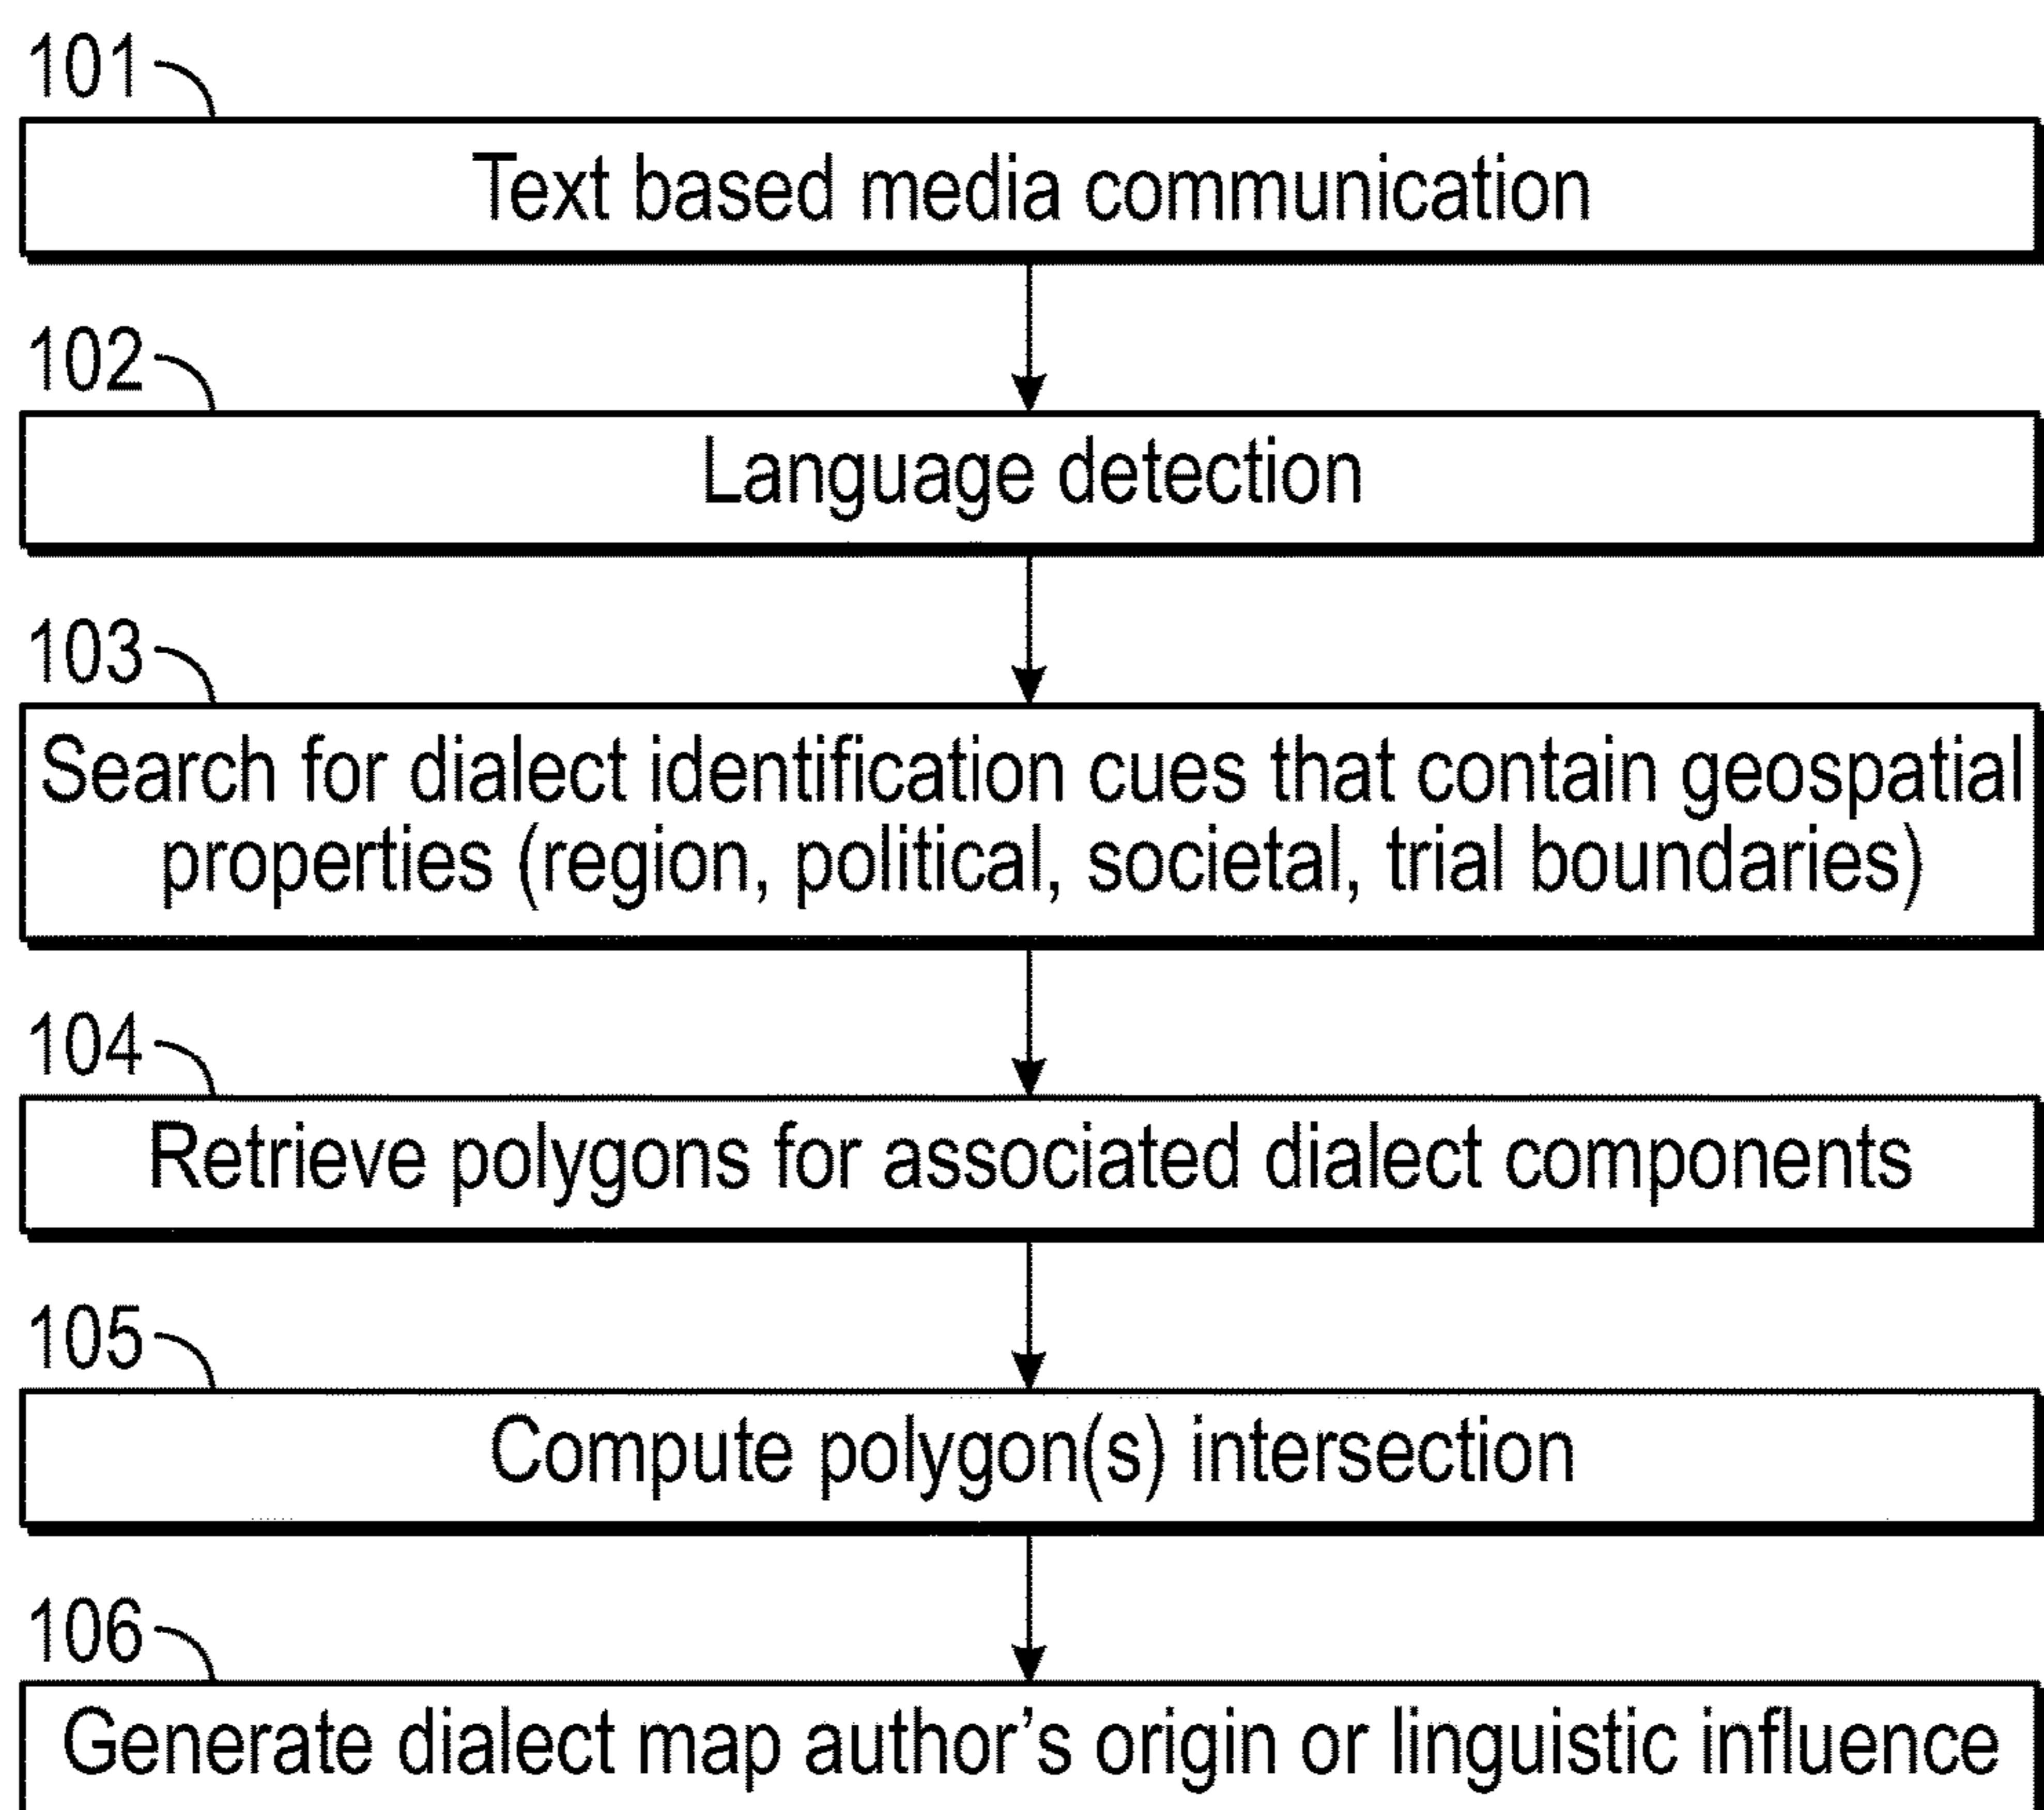 101
Text based media communication
102
Language detection
103
Search for dialect identification cues that contain geospatial
properties (region, political, societal, trial boundaries)
104
Retrieve polygons for associated dialect components
105
Compute polygon(s) intersection
106
Generate dialect map author's origin or linguistic influence